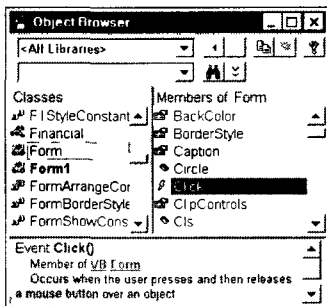 Object Browser
<All Libraries>
Classes
FIStyleConstant
Financial
Form
Form1
FormArrangeCor
FormBorderStyle
FormShowCons
Members of Form
BackColor
BorderStyle
Caption
Circle
Click
ClipControls
Cls
Event Click()
Member of VB.Form
Occurs when the user presses and then releases
a mouse button over an object